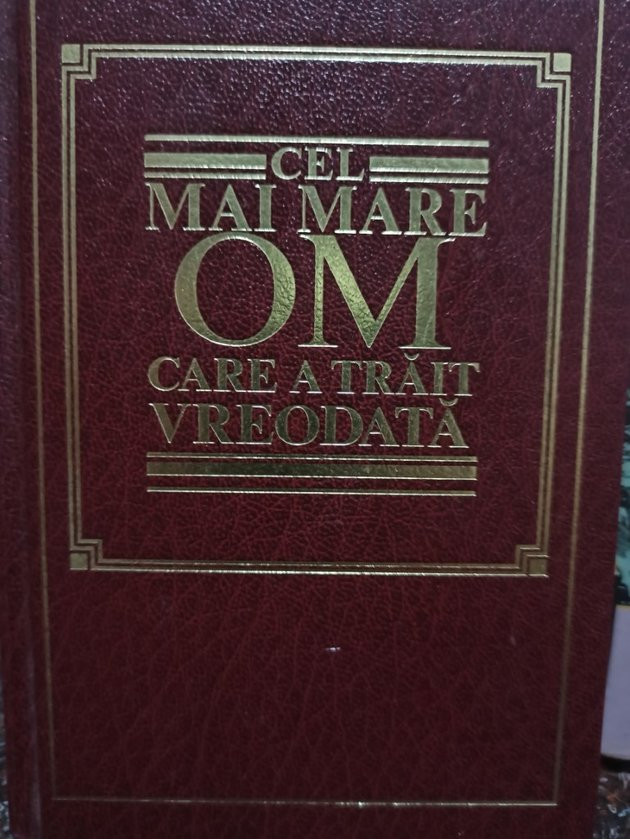 CEL
MAI MARE
OM
CARE A TRĂIT
VREODATĂ